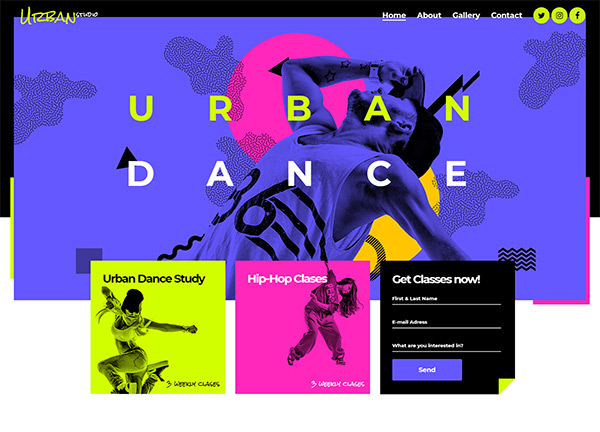 URBAN STUDIO
Home About Gallery Contact
URBAN
DANCE
Urban Dance Study
3 weekly clases
Hip-Hop Clases
3 weekly clases
Get Classes now!
First & Last Name
E-mail Adress
What are you interested in?
Send